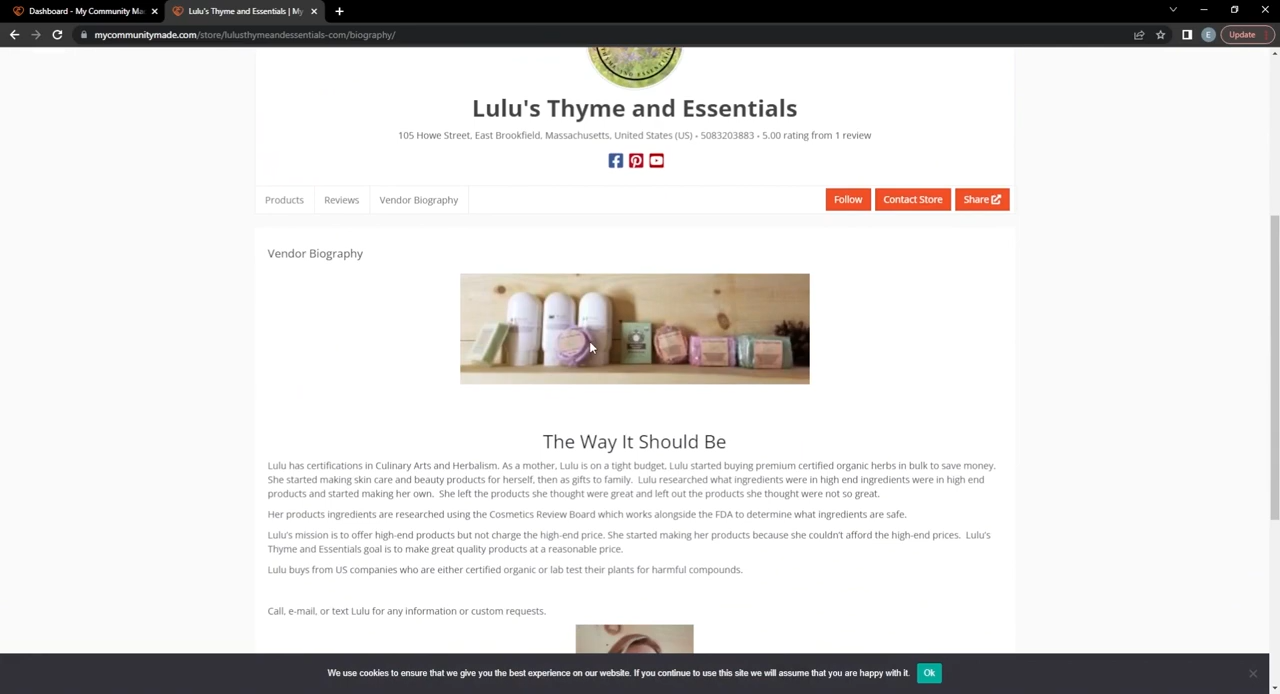 Dashboard - My Community Ma
Lulu's Thyme and Essentials | My
mycommunitymade.com/store/lulusthymeandessentials-com/biography/
E
Update
THYME AND ESSENTIALS
Lulu's Thyme and Essentials
105 Howe Street, East Brookfield, Massachusetts, United States (US) • 5083203883 • 5.00 rating from 1 review
Products
Reviews
Vendor Biography
Follow
Contact Store
Share
Vendor Biography
The Way It Should Be
Lulu has certifications in Culinary Arts and Herbalism. As a mother, Lulu is on a tight budget. Lulu started buying premium certified organic herbs in bulk to save money.
She started making skin care and beauty products for herself, then as gifts to family.  Lulu researched what ingredients were in high end ingredients were in high end
products and started making her own.  She left the products she thought were great and left out the products she thought were not so great.
Her products ingredients are researched using the Cosmetics Review Board which works alongside the FDA to determine what ingredients are safe.
Lulu's mission is to offer high-end products but not charge the high-end price. She started making her products because she couldn't afford the high-end prices.  Lulu's
Thyme and Essentials goal is to make great quality products at a reasonable price.
Lulu buys from US companies who are either certified organic or lab test their plants for harmful compounds.
Call, e-mail, or text Lulu for any information or custom requests.
We use cookies to ensure that we give you the best experience on our website. If you continue to use this site we will assume that you are happy with it.
Ok